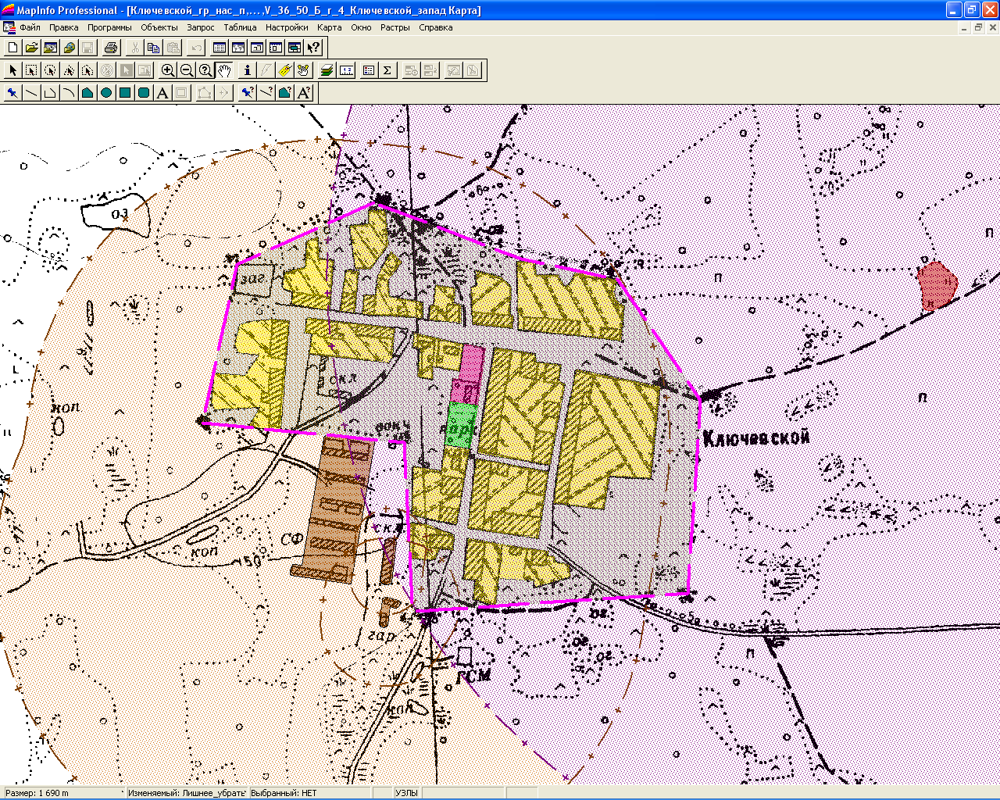 MapInfo Professional - [Ключевской_гр_нас_п,...,V_36_50_Б_г_4_Ключевской_запад Карта]
Файл Правка Программы Объекты Запрос Таблица Настройки Карта Окно Растры Справка
оз
заг
П
П
скл
коп
П
парк
Ключевской
СФ
скл
коп
150
ог
гар
ог
ог
П
ГСМ
коп
Размер: 1 690 m Изменяемый: Лишнее_убрать Выбранный: НЕТ УЗЛЫ